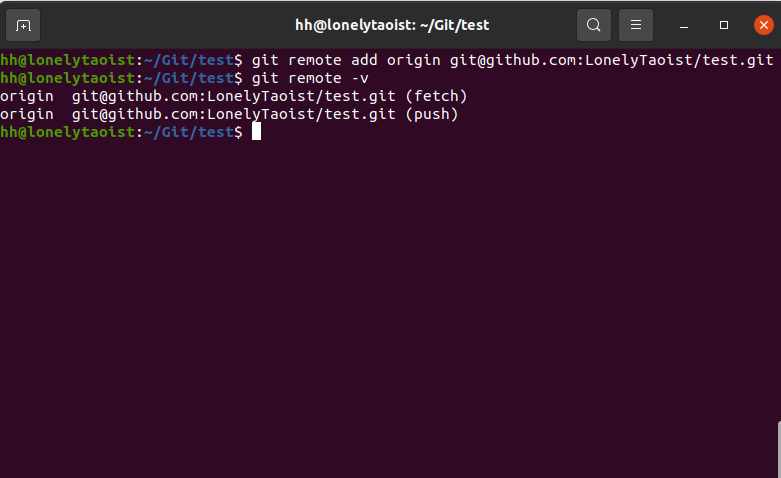 hh@lonelytaoist: ~/Git/test
hh@lonelytaoist:~/Git/test$ git remote add origin git@github.com:LonelyTaoist/test.git
hh@lonelytaoist:~/Git/test$ git remote -v
origin  git@github.com:LonelyTaoist/test.git (fetch)
origin  git@github.com:LonelyTaoist/test.git (push)
hh@lonelytaoist:~/Git/test$